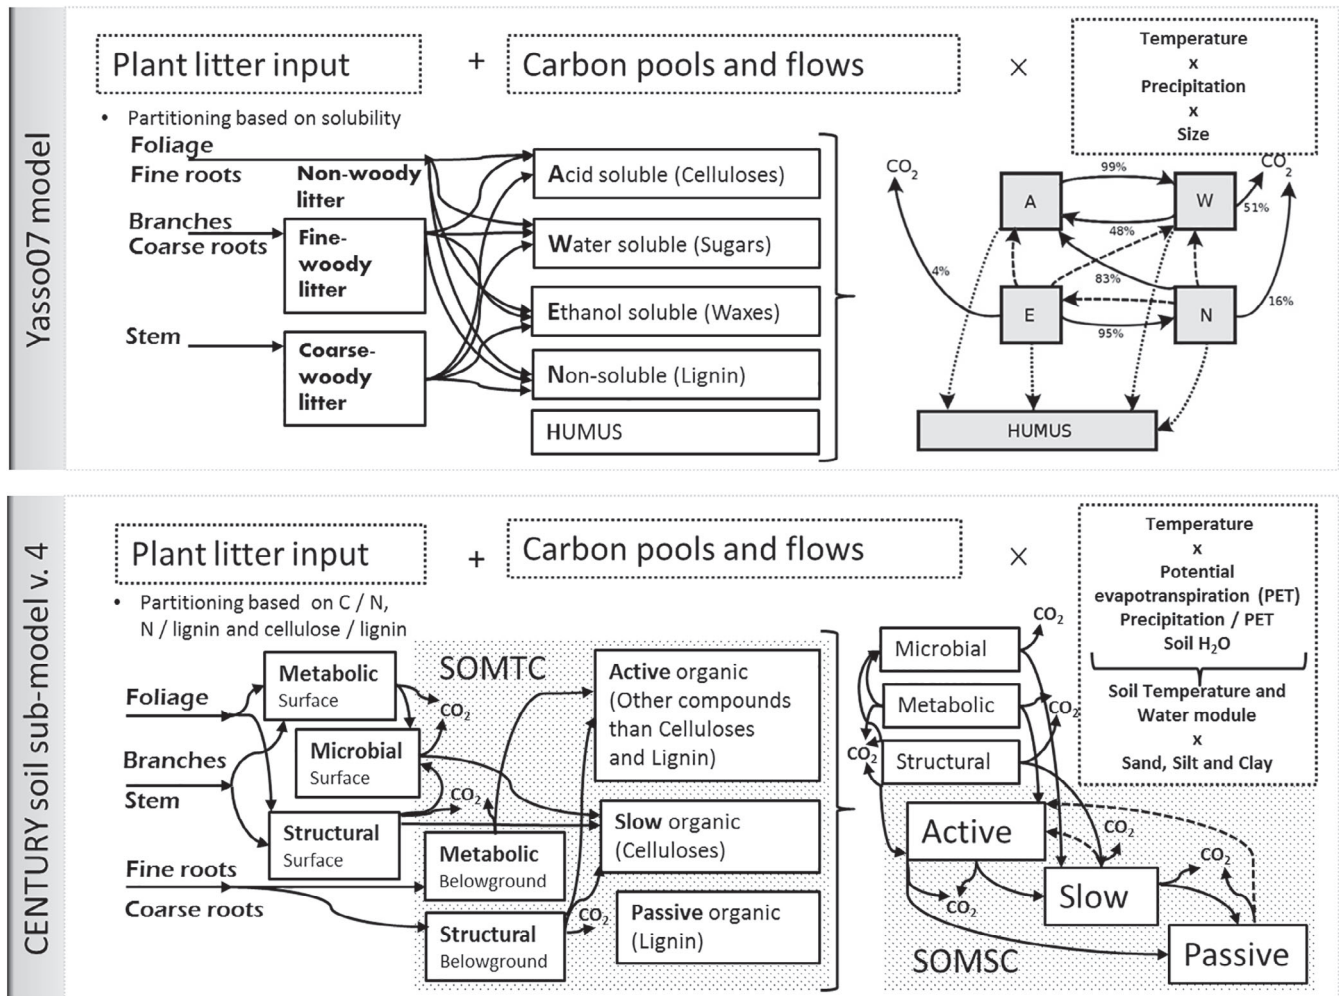 Yasso07 model
Plant litter input
+
Carbon pools and flows
×
Temperature
x
Precipitation
x
Size
• Partitioning based on solubility
Foliage
Fine roots
Branches
Coarse roots
Stem
Non-woody
litter
Fine-
woody
litter
Coarse-
woody
litter
Acid soluble (Celluloses)
Water soluble (Sugars)
Ethanol soluble (Waxes)
Non-soluble (Lignin)
HUMUS
CO2
CO2
A
99%
W
51%
48%
4%
83%
E
N
16%
95%
HUMUS
CENTURY soil sub-model v. 4
Plant litter input
+
Carbon pools and flows
×
Temperature
x
Potential
evapotranspiration (PET)
Precipitation / PET
Soil H2O
Soil Temperature and
Water module
x
Sand, Silt and Clay
• Partitioning based on C / N,
N / lignin and cellulose / lignin
Foliage
Branches
Stem
Fine roots
Coarse roots
Metabolic
Surface
CO2
Microbial
Surface
CO2
Structural
Surface
SOMTC
Metabolic
Belowground
Structural
Belowground
CO2
Active organic
(Other compounds
than Celluloses
and Lignin)
Slow organic
(Celluloses)
Passive organic
(Lignin)
Microbial
CO2
Metabolic
CO2
CO2
Structural
Active
CO2
CO2
Slow
CO2
Passive
SOMSC